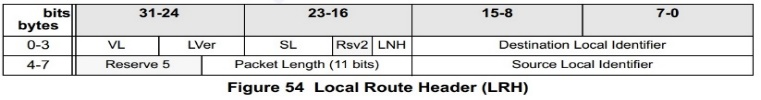 bits bytes 31-24 23-16 15-8 7-0
0-3 VL LVer SL Rsv2 LNH Destination Local Identifier
4-7 Reserve 5 Packet Length (11 bits) Source Local Identifier
Figure 54 Local Route Header (LRH)